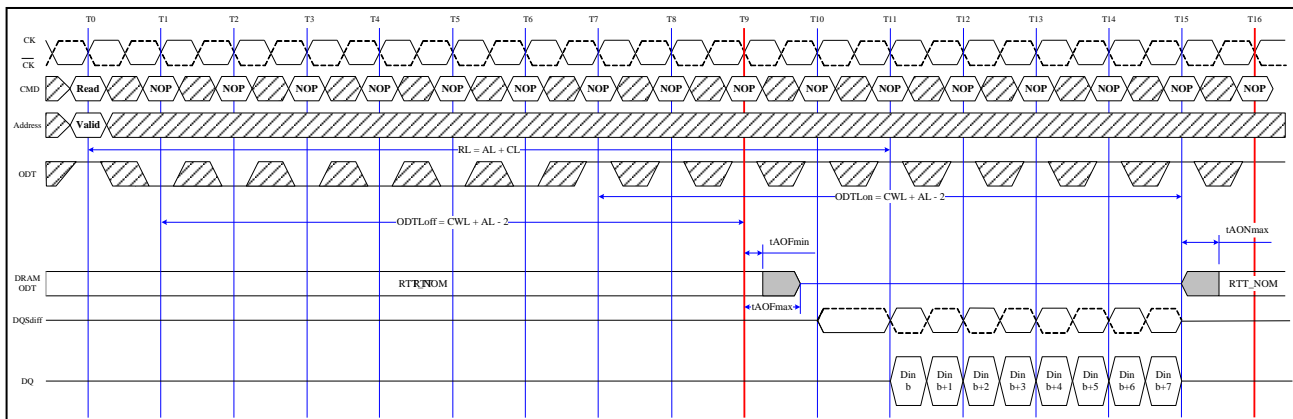 T0 T1 T2 T3 T4 T5 T6 T7 T8 T9 T10 T11 T12 T13 T14 T15 T16
CK
CK
CMD Read NOP NOP NOP NOP NOP NOP NOP NOP NOP NOP NOP NOP NOP NOP NOP NOP
Address Valid
RL = AL + CL
ODT
ODTLon = CWL + AL - 2
ODTLoff = CWL + AL - 2
tAONmax
tAOFmin
DRAM
ODT
RTT_NOM
tAOFmax
DQSdiff
DQ
Din b Din b+1 Din b+2 Din b+3 Din b+4 Din b+5 Din b+6 Din b+7